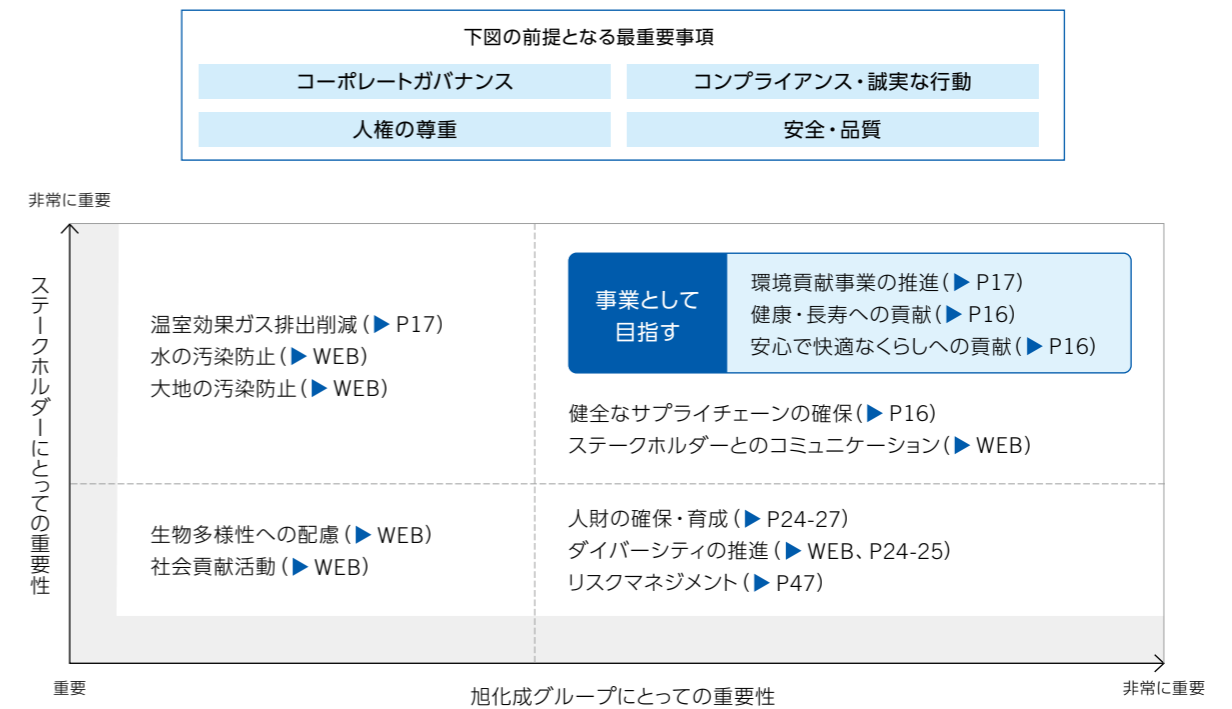 下図の前提となる最重要事項
コーポレートガバナンス
コンプライアンス・誠実な行動
人権の尊重
安全・品質
非常に重要
ステークホルダーにとっての重要性
温室効果ガス排出削減(▶ P17)
水の汚染防止(▶ WEB)
大地の汚染防止(▶ WEB)
事業として
目指す
環境貢献事業の推進(▶ P17)
健康・長寿への貢献(▶ P16)
安心で快適なくらしへの貢献(▶ P16)
健全なサプライチェーンの確保(▶ P16)
ステークホルダーとのコミュニケーション(▶ WEB)
生物多様性への配慮(▶ WEB)
社会貢献活動(▶ WEB)
人財の確保・育成(▶ P24-27)
ダイバーシティの推進(▶ WEB、P24-25)
リスクマネジメント(▶ P47)
重要
旭化成グループにとっての重要性
非常に重要